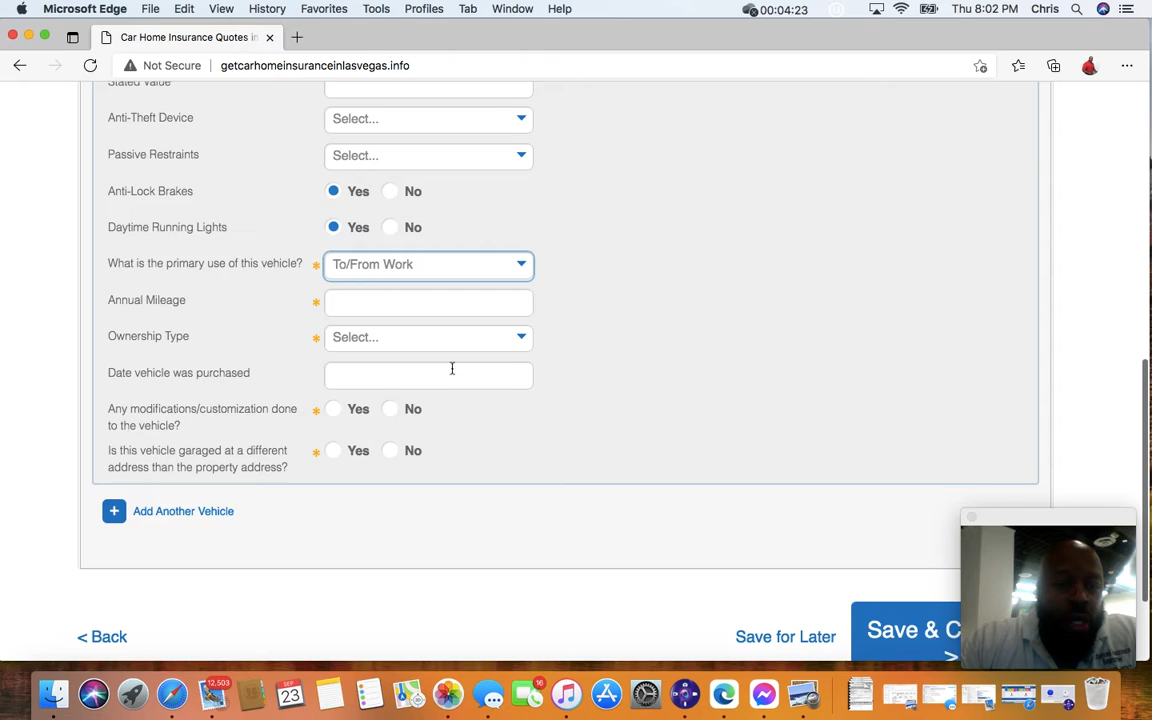 Microsoft Edge File Edit View History Favorites Tools Profiles Tab Window Help 00:04:23 Thu 8:02 PM Chris
Car Home Insurance Quotes in
Not Secure getcarhomeinsuranceinlasvegas.info
Stated Value
Anti-Theft Device Select...
Passive Restraints Select...
Anti-Lock Brakes Yes No
Daytime Running Lights Yes No
What is the primary use of this vehicle? * To/From Work
Annual Mileage *
Ownership Type * Select...
Date vehicle was purchased
Any modifications/customization done * Yes No
to the vehicle?
Is this vehicle garaged at a different * Yes No
address than the property address?
+ Add Another Vehicle
< Back Save for Later Save & C
>
12,503 SEP 23 16